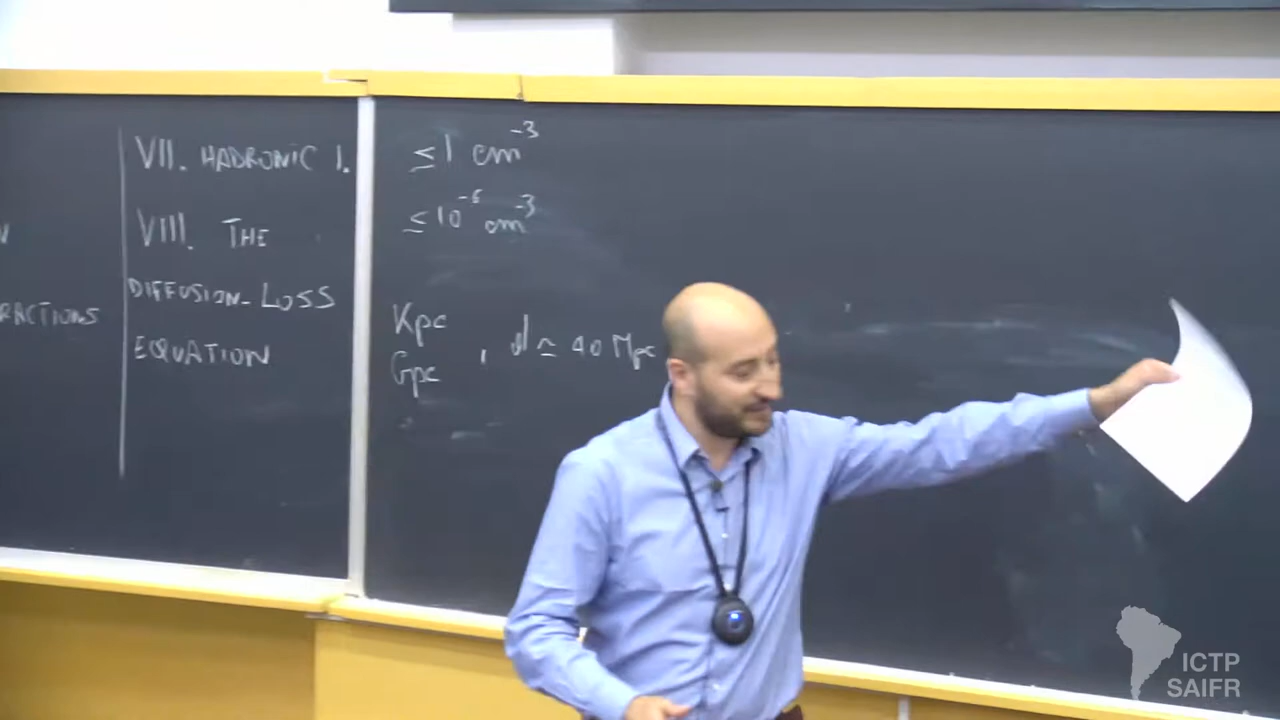 VII. HADRONIC I.
VIII. THE
DIFFUSION-LOSS
EQUATION
RACTIONS
≤ 1 cm⁻³
≤ 10⁻⁶ cm⁻³
Kpc
Gpc , d ≃ 40 Mpc
ICTP
SAIFR